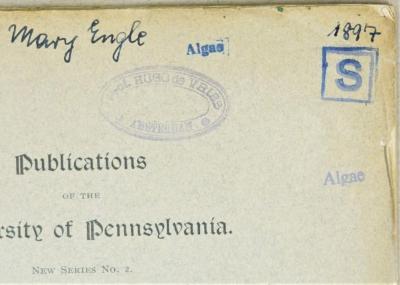 Mary Engle
Algae
1897
S
Publications
Algae
OF THE
rsity of Pennsylvania.
NEW SERIES No. 2.